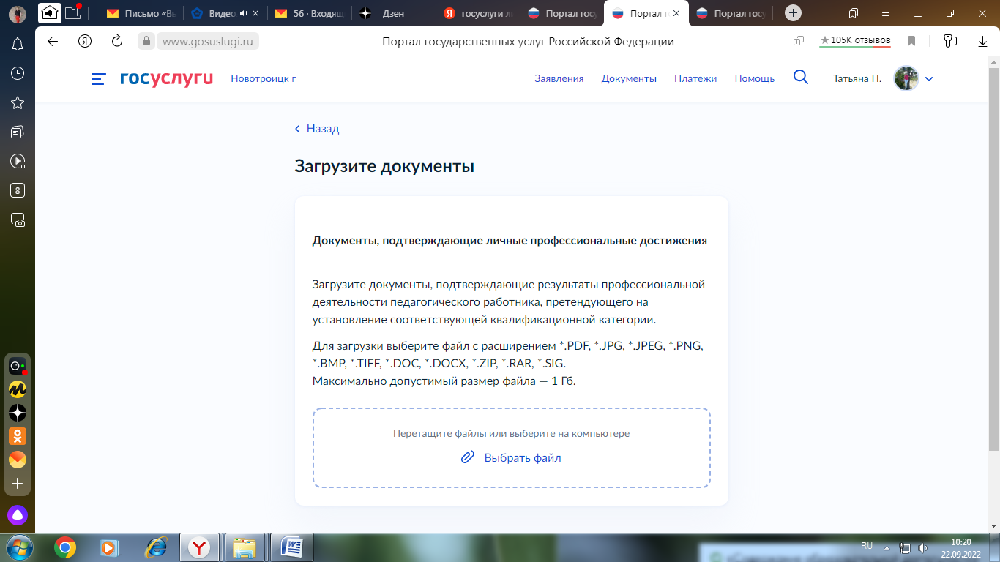 Письмо «Вы
Видео
56 · Входящ
Дзен
госуслуги л
Портал госу
Портал г
Портал госу
www.gosuslugi.ru
Портал государственных услуг Российской Федерации
★105K отзывов
госуслуги
Новотроицк г
Заявления
Документы
Платежи
Помощь
Татьяна П.
Назад
Загрузите документы
Документы, подтверждающие личные профессиональные достижения
Загрузите документы, подтверждающие результаты профессиональной
деятельности педагогического работника, претендующего на
установление соответствующей квалификационной категории.
Для загрузки выберите файл с расширением *.PDF, *.JPG, *.JPEG, *.PNG,
*.BMP, *.TIFF, *.DOC, *.DOCX, *.ZIP, *.RAR, *.SIG.
Максимально допустимый размер файла — 1 Гб.
Перетащите файлы или выберите на компьютере
Выбрать файл
8
RU
10:20
22.09.2022